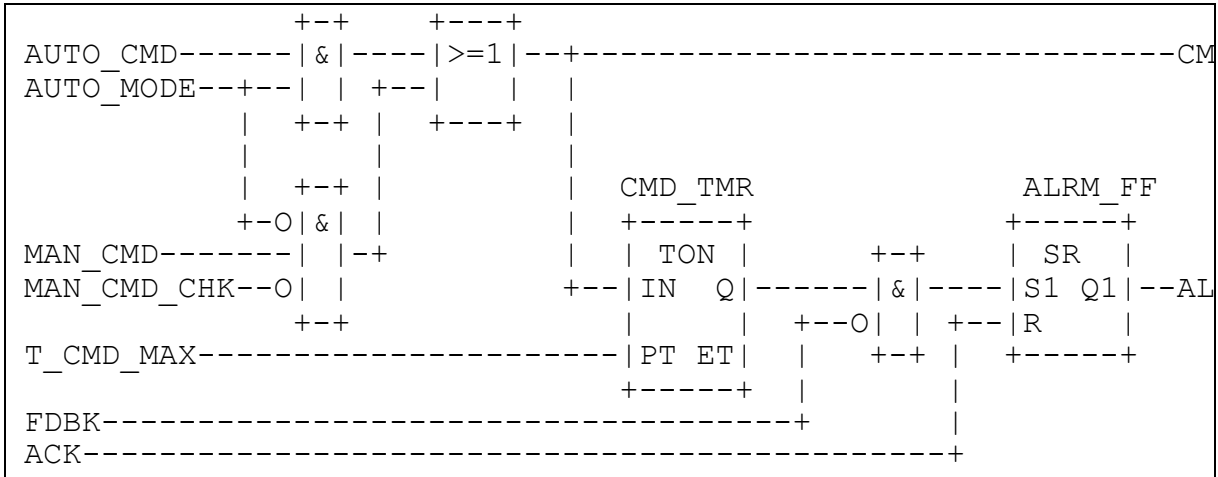 AUTO_CMD & >=1 CM
AUTO_MODE
CMD_TMR ALRM_FF
&
MAN_CMD TON SR
MAN_CMD_CHK IN Q & S1 Q1 AL
R
T_CMD_MAX PT ET
FDBK
ACK